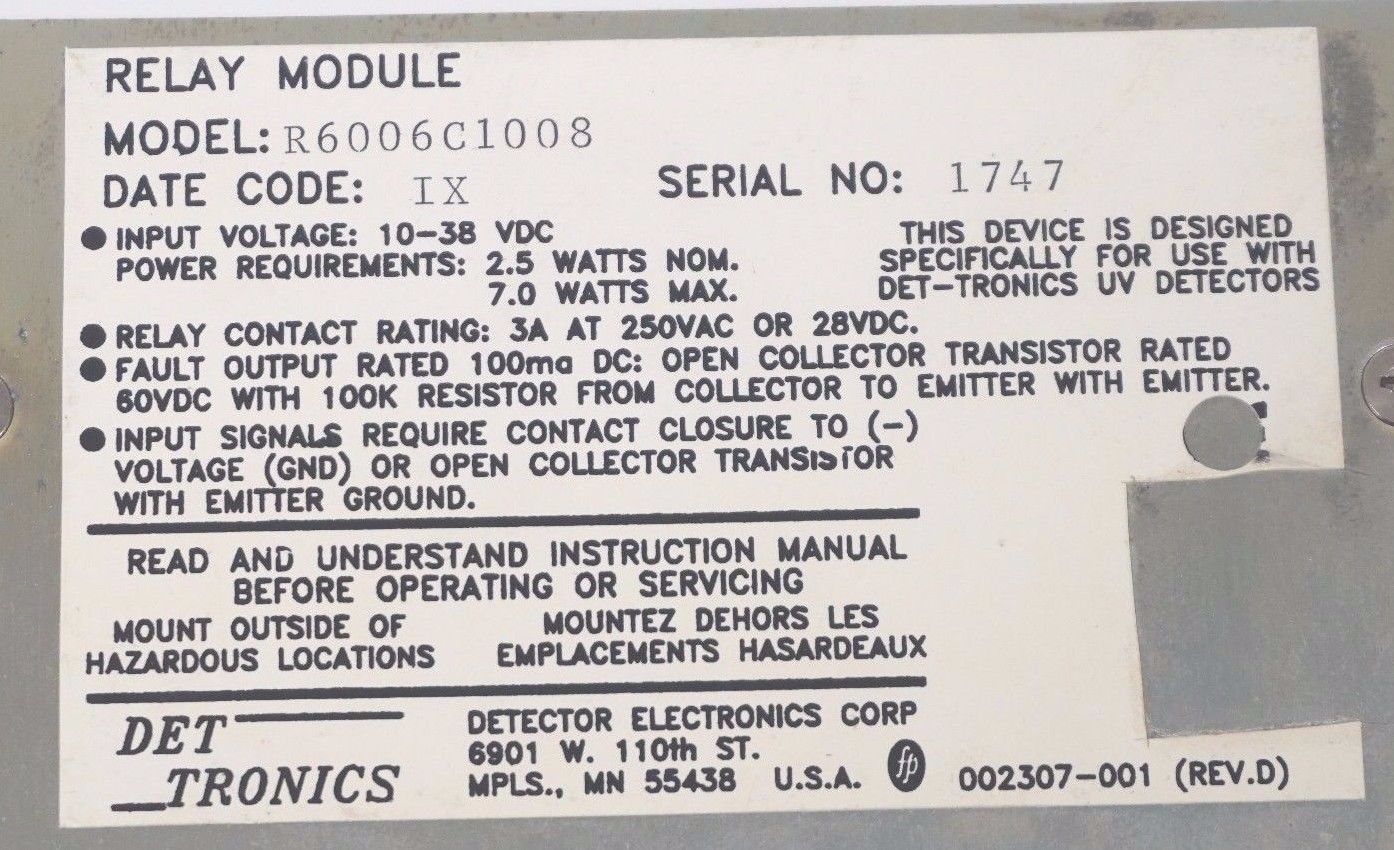 RELAY MODULE
MODEL: R6006C1008
DATE CODE: IX
SERIAL NO: 1747
● INPUT VOLTAGE: 10-38 VDC
POWER REQUIREMENTS: 2.5 WATTS NOM.
7.0 WATTS MAX.
THIS DEVICE IS DESIGNED
SPECIFICALLY FOR USE WITH
DET-TRONICS UV DETECTORS
● RELAY CONTACT RATING: 3A AT 250VAC OR 28VDC.
● FAULT OUTPUT RATED 100ma DC: OPEN COLLECTOR TRANSISTOR RATED
60VDC WITH 100K RESISTOR FROM COLLECTOR TO EMITTER WITH EMITTER.
● INPUT SIGNALS REQUIRE CONTACT CLOSURE TO (-)
VOLTAGE (GND) OR OPEN COLLECTOR TRANSISTOR
WITH EMITTER GROUND.
READ AND UNDERSTAND INSTRUCTION MANUAL
BEFORE OPERATING OR SERVICING
MOUNT OUTSIDE OF
HAZARDOUS LOCATIONS
MOUNTEZ DEHORS LES
EMPLACEMENTS HASARDEAUX
DET
TRONICS
DETECTOR ELECTRONICS CORP
6901 W. 110th ST.
MPLS., MN 55438 U.S.A.
fp
002307-001 (REV.D)